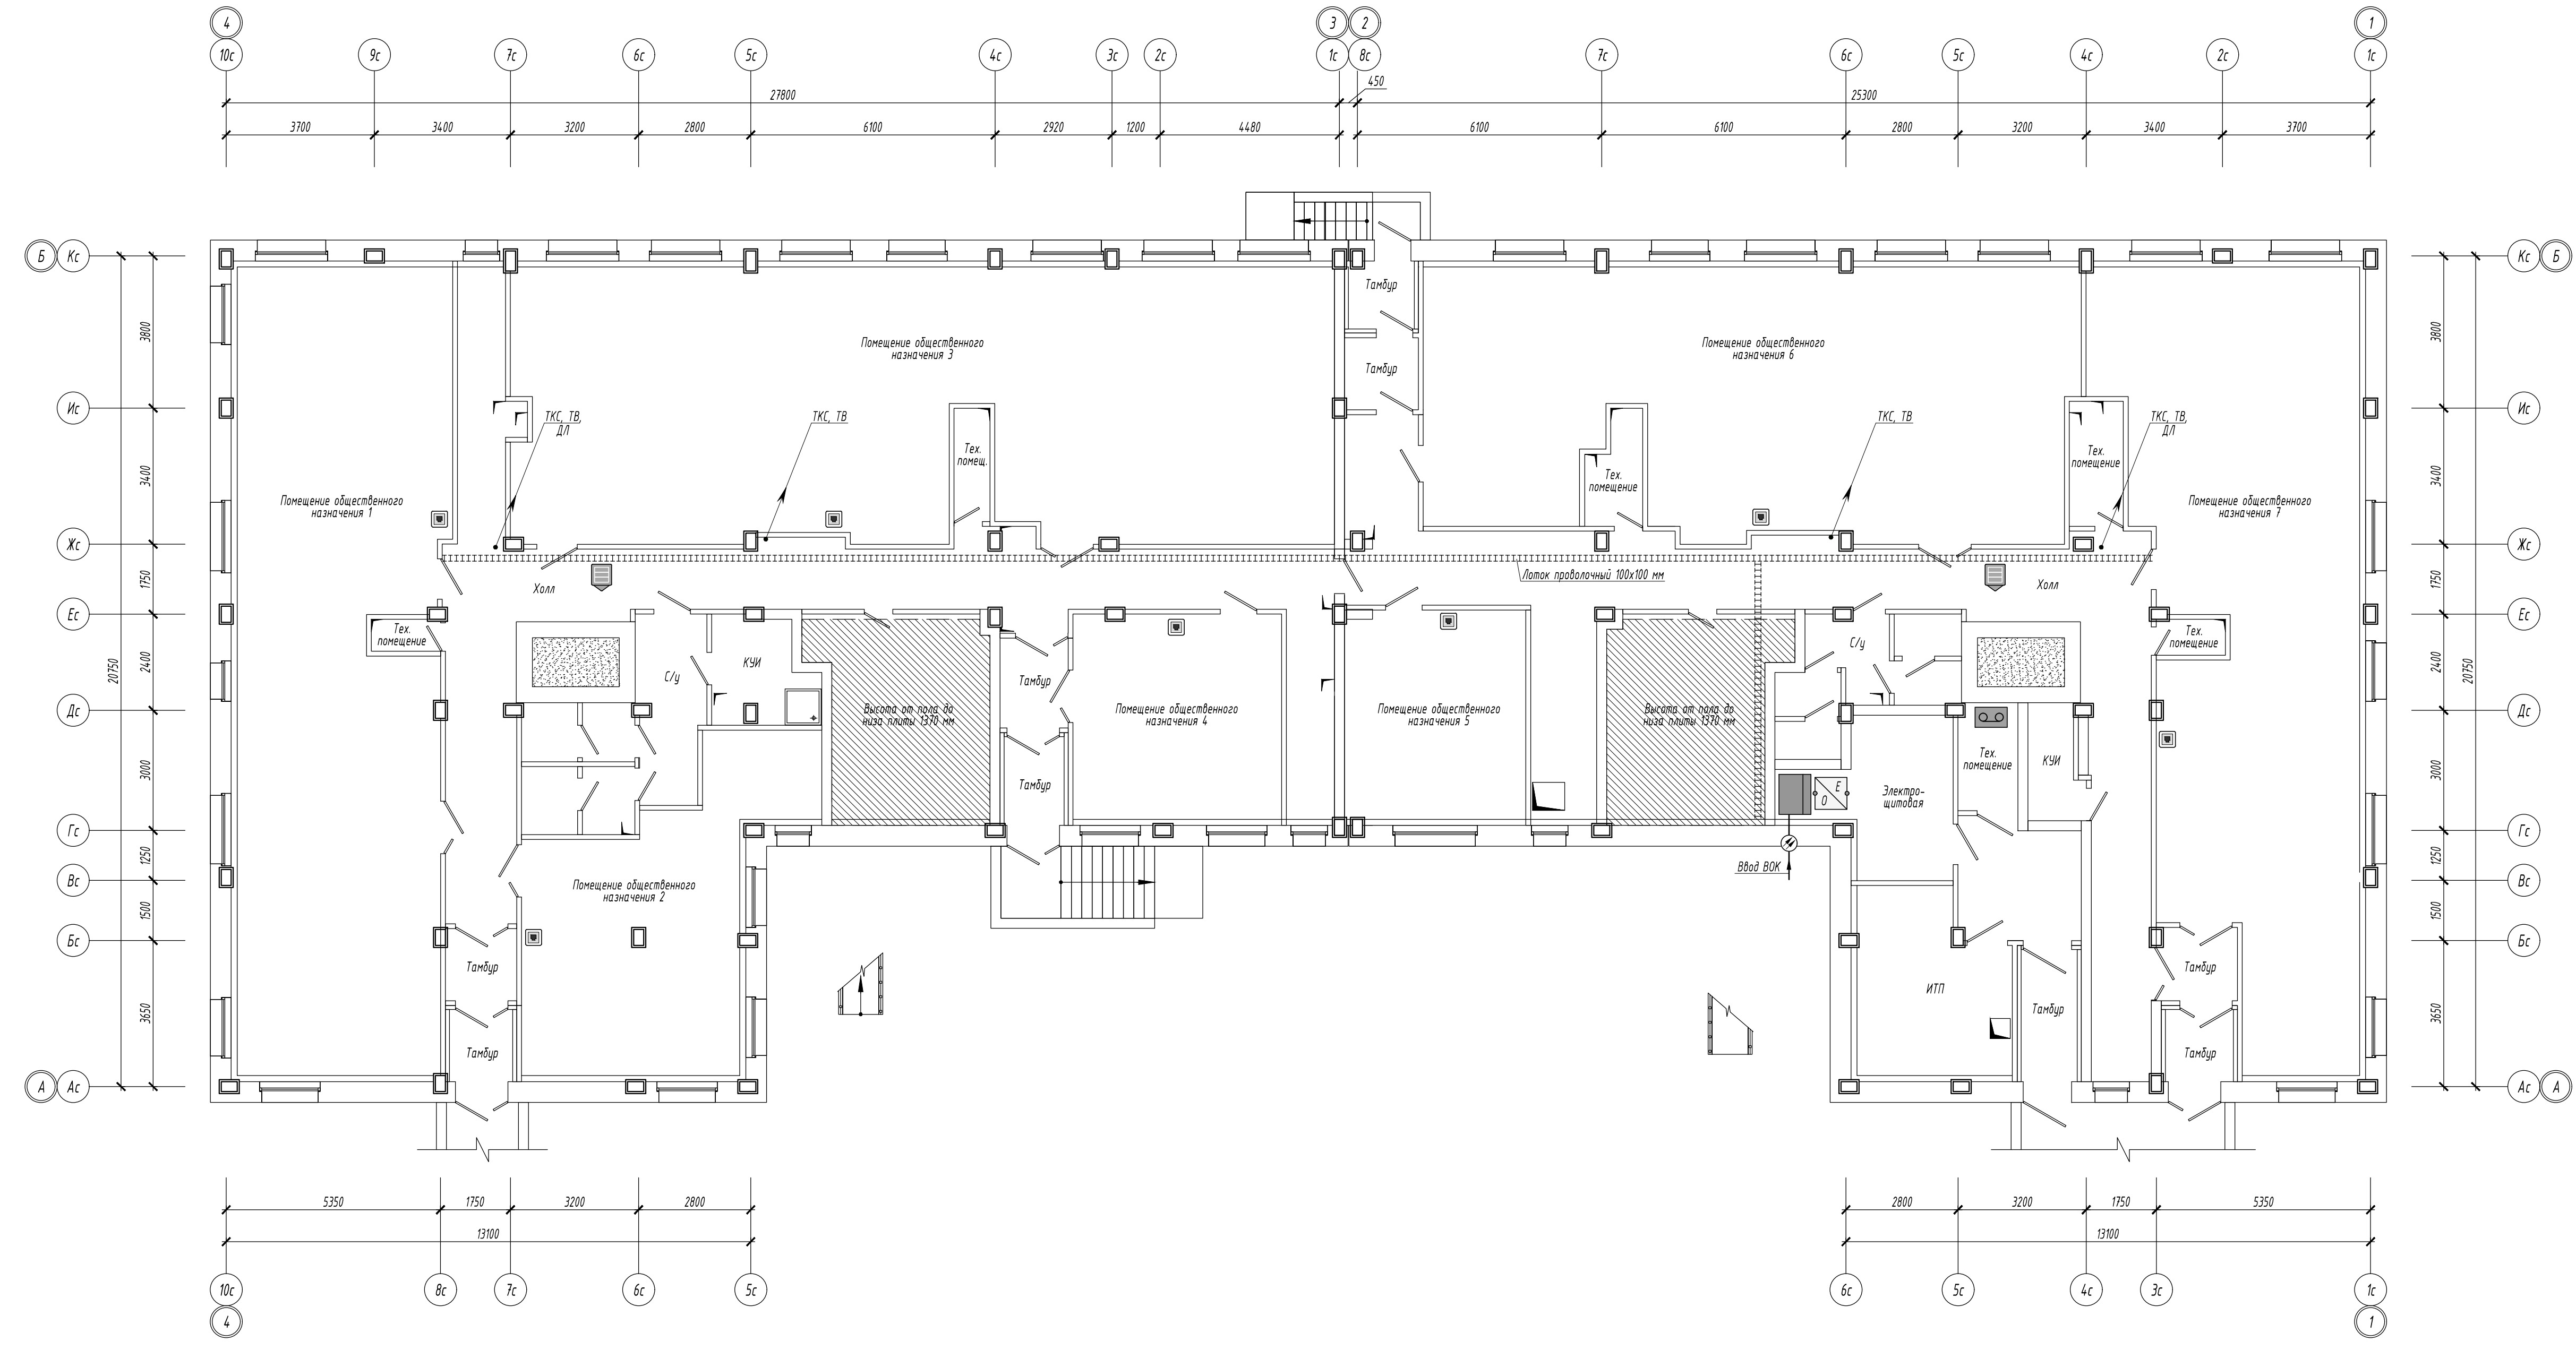 4 3 2 1
10с 9с 7с 6с 5с 4с 3с 2с 1с 8с 7с 6с 5с 4с 2с 1с
450
27800 25300
3700 3400 3200 2800 6100 2920 1200 4480 6100 6100 2800 3200 3400 3700
Б Кс Кс Б
Тамбур
3800 3800
Помещение общественного
назначения 3
Помещение общественного
назначения 6
Тамбур
Ис Ис
ТКС, ТВ,
ДЛ
ТКС, ТВ
ТКС, ТВ
ТКС, ТВ,
ДЛ
Тех.
помещ.
Тех.
помещение
Тех.
помещение
3400 3400
Помещение общественного
назначения 1
Помещение общественного
назначения 7
Жс Жс
1750 1750
Холл
Лоток проволочный 100х100 мм
Холл
Ес Ес
Тех.
помещение
С/у
КУИ
С/у
Тех.
помещение
20750 2400 2400 20750
Тамбур
Дс Дс
Высота от пола до
низа плиты 1370 мм
Помещение общественного
назначения 4
Помещение общественного
назначения 5
Высота от пола до
низа плиты 1370 мм
3000 3000
Тех.
помещение
КУИ
Тамбур
Е
О
Электро-
щитовая
Гс Гс
1250 1250
Ввод ВОК
Вс Вс
Помещение общественного
назначения 2
1500 1500
Бс Бс
Тамбур
Тамбур
ИТП
3650 3650
Тамбур
Тамбур
Тамбур
А Ас Ас А
5350 1750 3200 2800 2800 3200 1750 5350
13100 13100
10с 8с 7с 6с 5с 6с 5с 4с 3с 1с
4 1